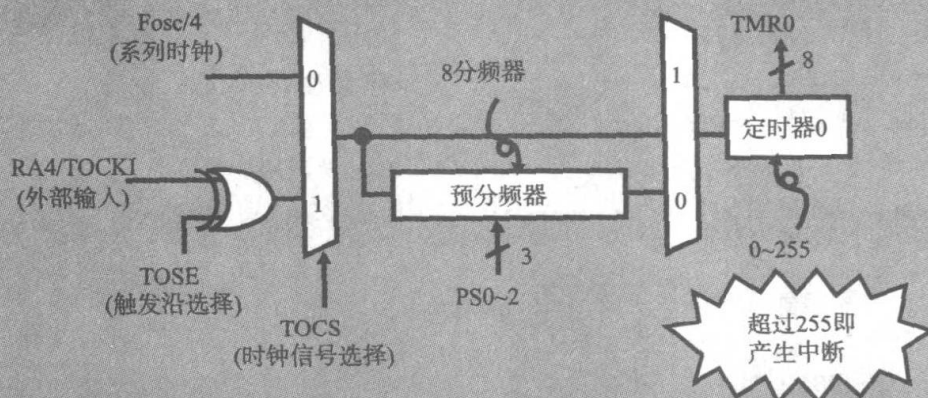 Fosc/4
(系列时钟)
0
RA4/TOCKI
(外部输入)
1
TOSE
(触发沿选择)
TOCS
(时钟信号选择)
8分频器
预分频器
3
PS0~2
1
0
TMR0
8
定时器0
0~255
超过255即
产生中断